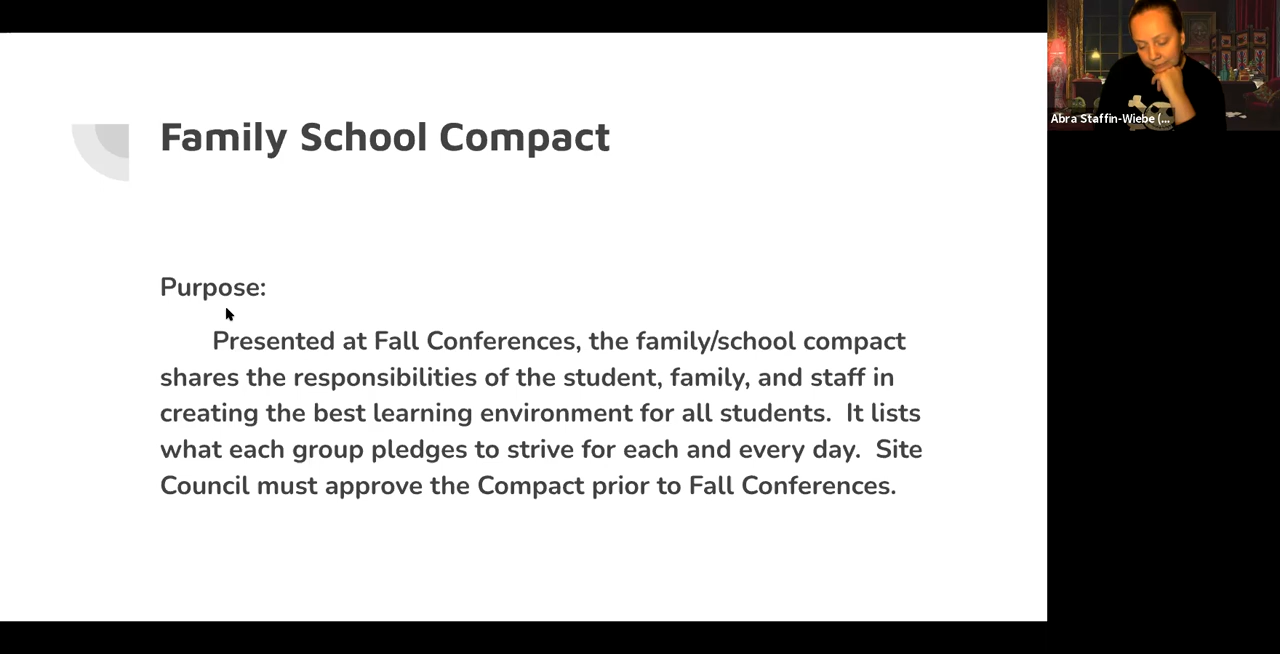 Family School Compact
Purpose:
Presented at Fall Conferences, the family/school compact
shares the responsibilities of the student, family, and staff in
creating the best learning environment for all students.  It lists
what each group pledges to strive for each and every day.  Site
Council must approve the Compact prior to Fall Conferences.
Abra Staffin-Wiebe (...